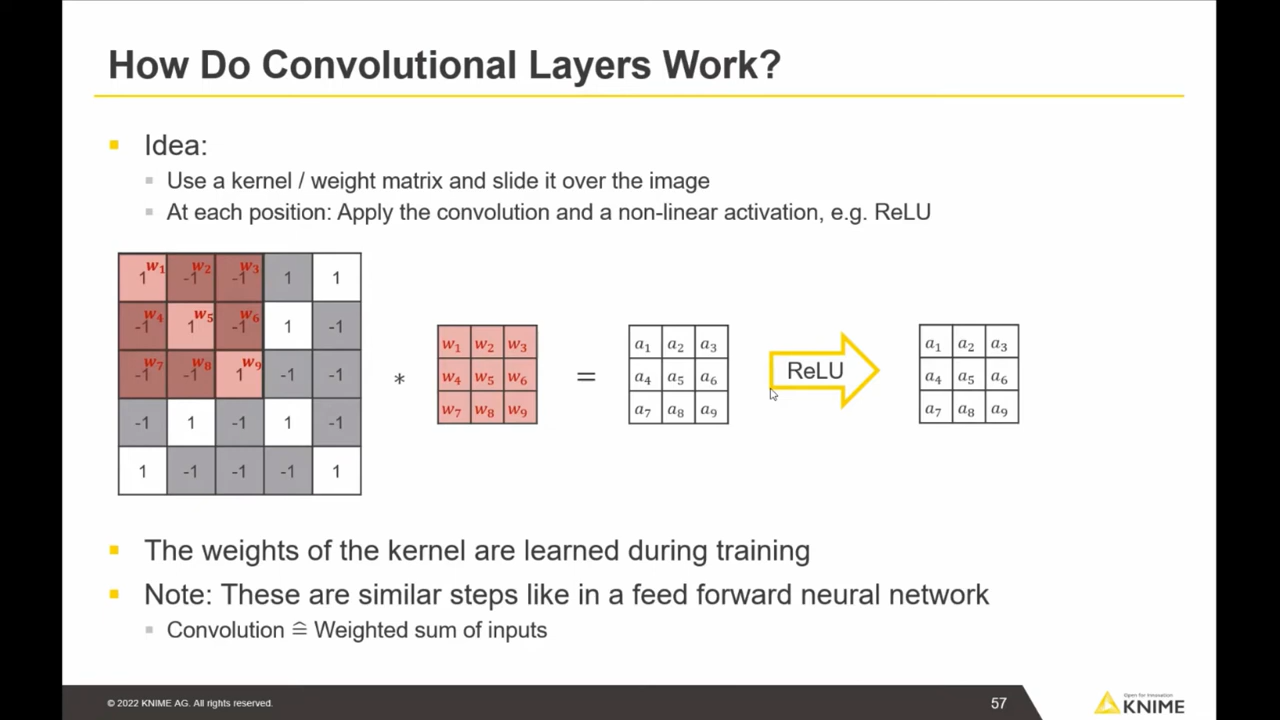 How Do Convolutional Layers Work?
Idea:
Use a kernel / weight matrix and slide it over the image
At each position: Apply the convolution and a non-linear activation, e.g. ReLU
1 w₁ -1 w₂ -1 w₃ 1 1
-1 w₄ 1 w₅ -1 w₆ 1 -1
-1 w₇ -1 w₈ 1 w₉ -1 -1
-1 1 -1 1 -1
1 -1 -1 -1 1
*
w₁ w₂ w₃
w₄ w₅ w₆
w₇ w₈ w₉
=
a₁ a₂ a₃
a₄ a₅ a₆
a₇ a₈ a₉
ReLU
a₁ a₂ a₃
a₄ a₅ a₆
a₇ a₈ a₉
The weights of the kernel are learned during training
Note: These are similar steps like in a feed forward neural network
Convolution ≙ Weighted sum of inputs
© 2022 KNIME AG. All rights reserved.
57
Open for Innovation
KNIME